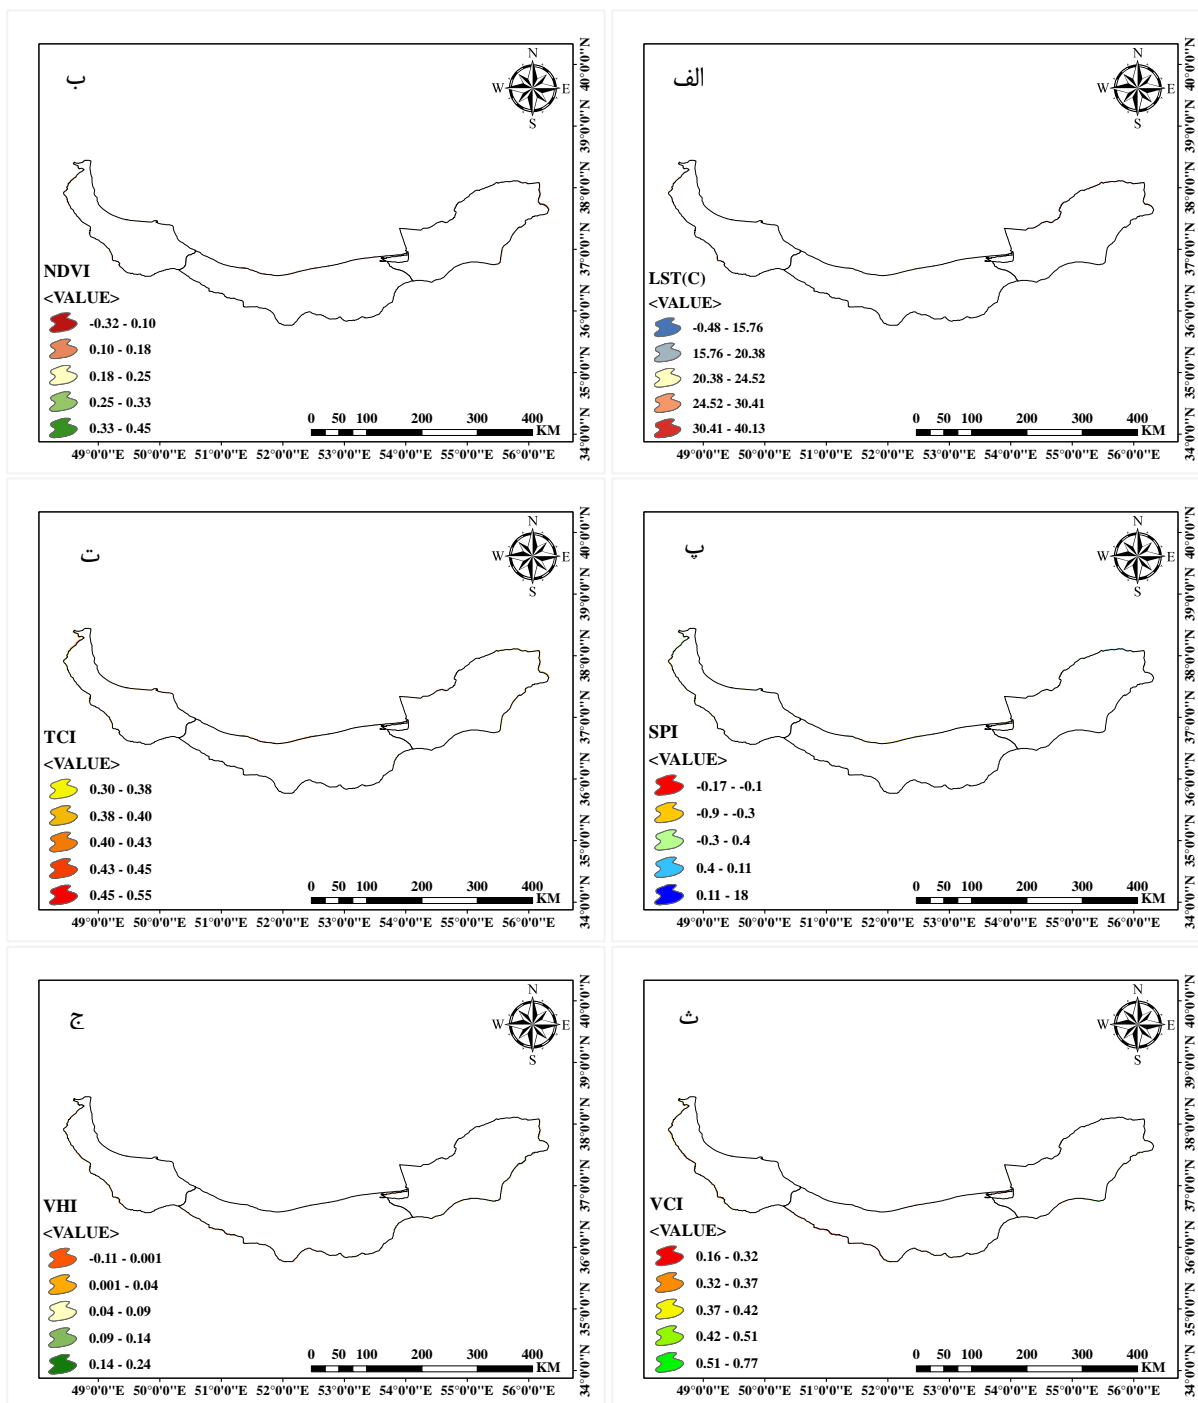 ب
N
W E
S
NDVI
<VALUE>
-0.32 - 0.10
0.10 - 0.18
0.18 - 0.25
0.25 - 0.33
0.33 - 0.45
0 50 100 200 300 400
KM
49°0'0"E 50°0'0"E 51°0'0"E 52°0'0"E 53°0'0"E 54°0'0"E 55°0'0"E 56°0'0"E
34°0'0"N 35°0'0"N 36°0'0"N 37°0'0"N 38°0'0"N 39°0'0"N 40°0'0"N
الف
N
W E
S
LST(C)
<VALUE>
-0.48 - 15.76
15.76 - 20.38
20.38 - 24.52
24.52 - 30.41
30.41 - 40.13
0 50 100 200 300 400
KM
49°0'0"E 50°0'0"E 51°0'0"E 52°0'0"E 53°0'0"E 54°0'0"E 55°0'0"E 56°0'0"E
34°0'0"N 35°0'0"N 36°0'0"N 37°0'0"N 38°0'0"N 39°0'0"N 40°0'0"N
ت
N
W E
S
TCI
<VALUE>
0.30 - 0.38
0.38 - 0.40
0.40 - 0.43
0.43 - 0.45
0.45 - 0.55
0 50 100 200 300 400
KM
49°0'0"E 50°0'0"E 51°0'0"E 52°0'0"E 53°0'0"E 54°0'0"E 55°0'0"E 56°0'0"E
34°0'0"N 35°0'0"N 36°0'0"N 37°0'0"N 38°0'0"N 39°0'0"N 40°0'0"N
پ
N
W E
S
SPI
<VALUE>
-0.17 - -0.1
-0.9 - -0.3
-0.3 - 0.4
0.4 - 0.11
0.11 - 18
0 50 100 200 300 400
KM
49°0'0"E 50°0'0"E 51°0'0"E 52°0'0"E 53°0'0"E 54°0'0"E 55°0'0"E 56°0'0"E
34°0'0"N 35°0'0"N 36°0'0"N 37°0'0"N 38°0'0"N 39°0'0"N 40°0'0"N
ج
N
W E
S
VHI
<VALUE>
-0.11 - 0.001
0.001 - 0.04
0.04 - 0.09
0.09 - 0.14
0.14 - 0.24
0 50 100 200 300 400
KM
49°0'0"E 50°0'0"E 51°0'0"E 52°0'0"E 53°0'0"E 54°0'0"E 55°0'0"E 56°0'0"E
34°0'0"N 35°0'0"N 36°0'0"N 37°0'0"N 38°0'0"N 39°0'0"N 40°0'0"N
ث
N
W E
S
VCI
<VALUE>
0.16 - 0.32
0.32 - 0.37
0.37 - 0.42
0.42 - 0.51
0.51 - 0.77
0 50 100 200 300 400
KM
49°0'0"E 50°0'0"E 51°0'0"E 52°0'0"E 53°0'0"E 54°0'0"E 55°0'0"E 56°0'0"E
34°0'0"N 35°0'0"N 36°0'0"N 37°0'0"N 38°0'0"N 39°0'0"N 40°0'0"N